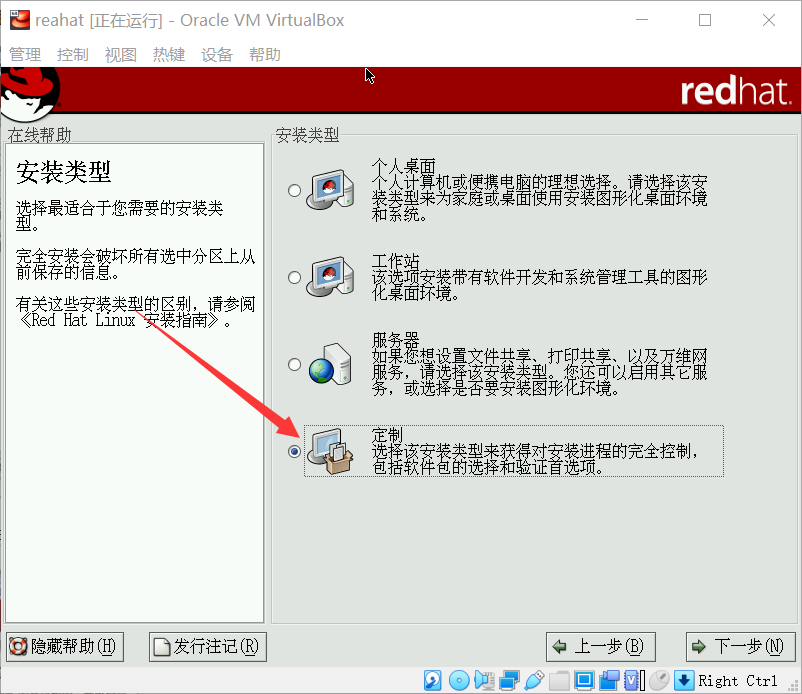 reahat [正在运行] - Oracle VM VirtualBox
管理 控制 视图 热键 设备 帮助
redhat.
在线帮助
安装类型
选择最适合于您需要的安装类
型。
完全安装会破坏所有选中分区上从
前保存的信息。
有关这些安装类型的区别，请参阅
《Red Hat Linux 安装指南》。
安装类型
个人桌面
个人计算机或便携电脑的理想选择。请选择该安
装类型来为家庭或桌面使用安装图形化桌面环境
和系统。
工作站
该选项安装带有软件开发和系统管理工具的图形
化桌面环境。
服务器
如果您想设置文件共享、打印共享、以及万维网
服务，请选择该安装类型。您还可以启用其它服
务，或选择是否要安装图形化环境。
定制
选择该安装类型来获得对安装进程的完全控制，
包括软件包的选择和验证首选项。
隐藏帮助(H) 发行注记(R) 上一步(B) 下一步(N)
Right Ctrl